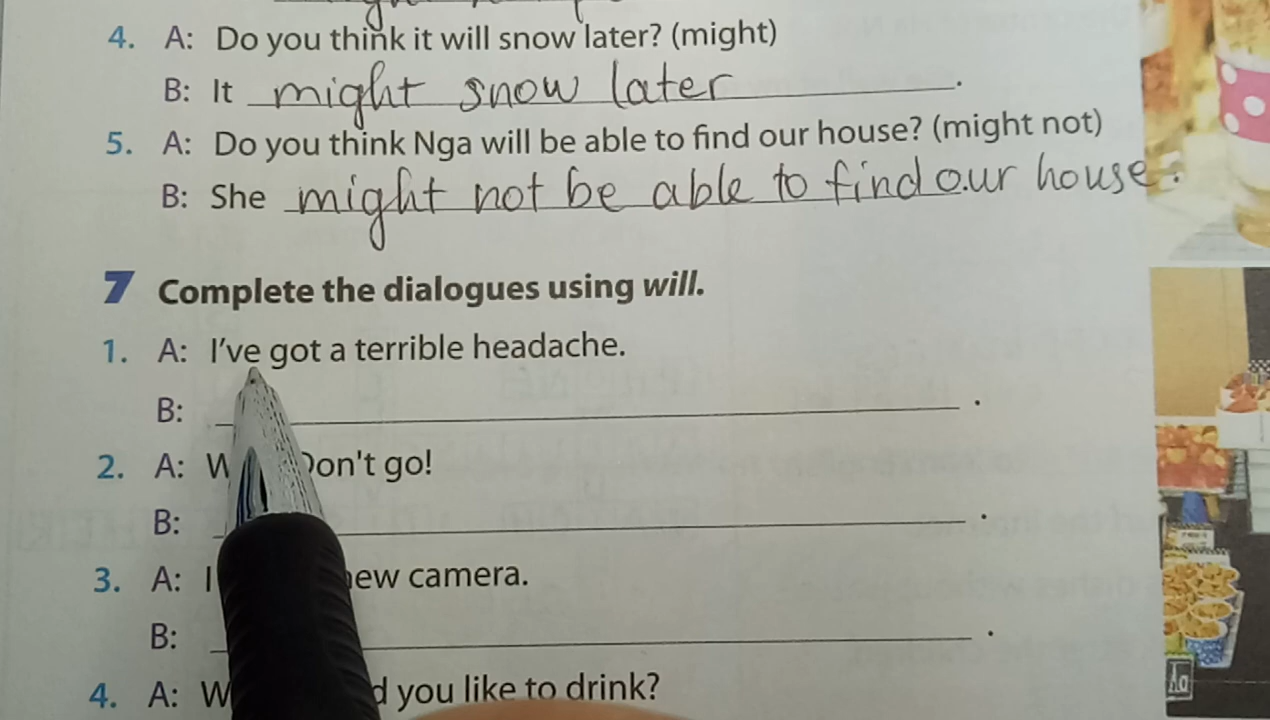 4. A: Do you think it will snow later? (might)
B: It might snow later.
5. A: Do you think Nga will be able to find our house? (might not)
B: She might not be able to find our house.
7 Complete the dialogues using will.
1. A: I've got a terrible headache.
B: .
2. A: Don't go!
B: .
3. A: I camera.
B: .
4. A: you like to drink?
Aa